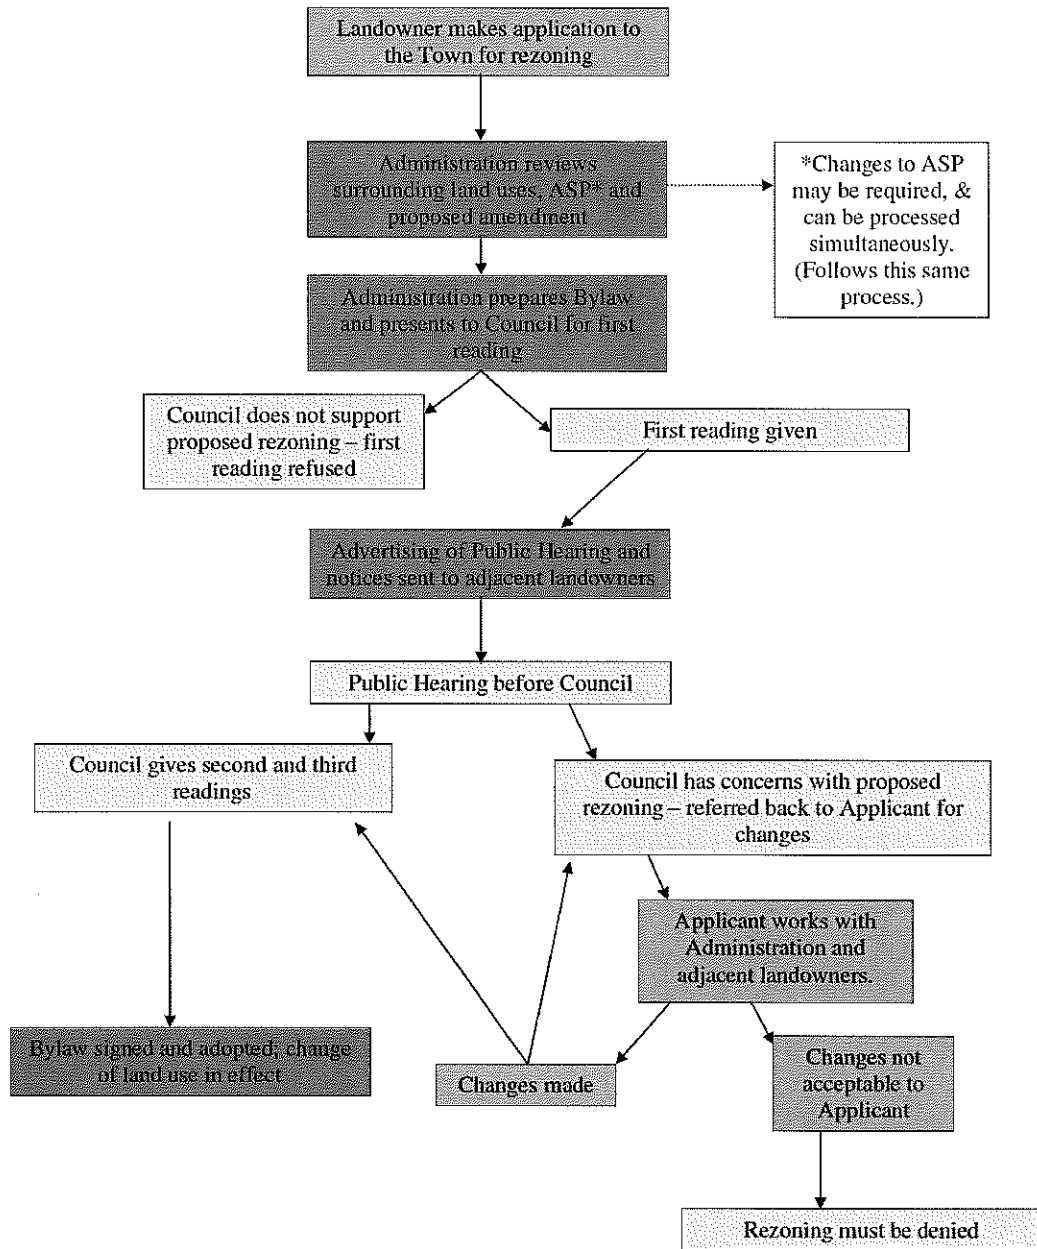 Landowner makes application to
the Town for rezoning
Administration reviews
surrounding land uses, ASP* and
proposed amendment
*Changes to ASP
may be required, &
can be processed
simultaneously.
(Follows this same
process.)
Administration prepares Bylaw
and presents to Council for first
reading
Council does not support
proposed rezoning – first
reading refused
First reading given
Advertising of Public Hearing and
notices sent to adjacent landowners
Public Hearing before Council
Council gives second and third
readings
Council has concerns with proposed
rezoning – referred back to Applicant for
changes
Applicant works with
Administration and
adjacent landowners.
Bylaw signed and adopted; change
of land use in effect
Changes made
Changes not
acceptable to
Applicant
Rezoning must be denied